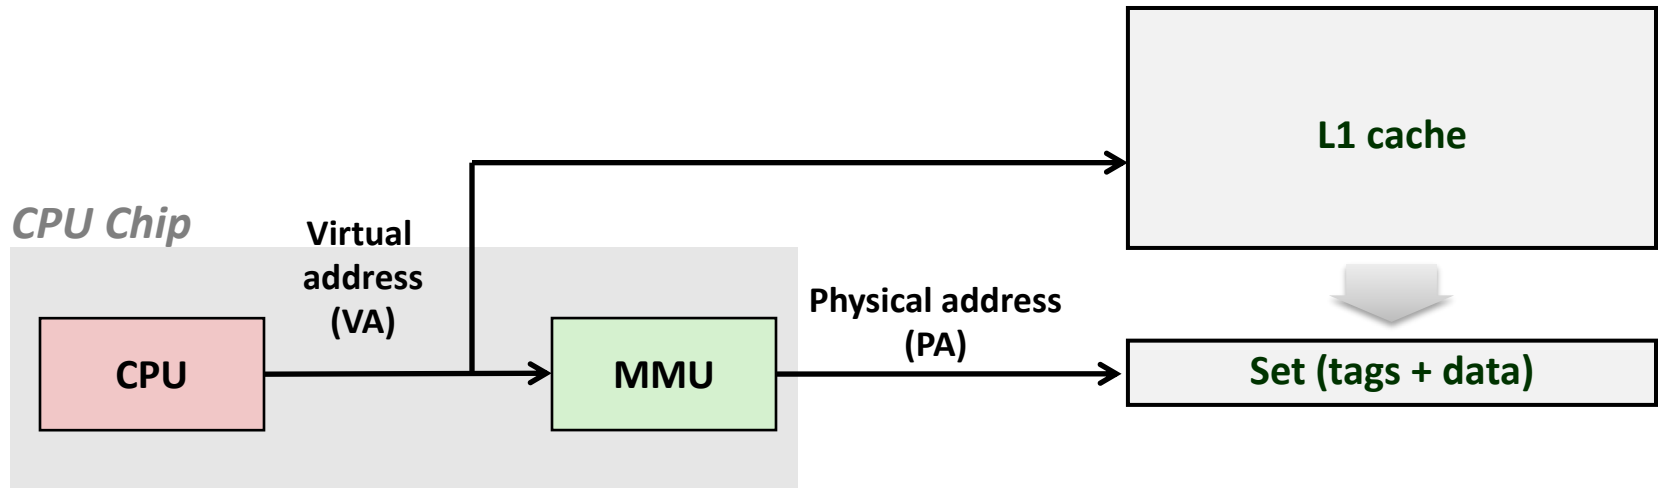 L1 cache
CPU Chip
Virtual
address
(VA)
Physical address
(PA)
CPU
MMU
Set (tags + data)